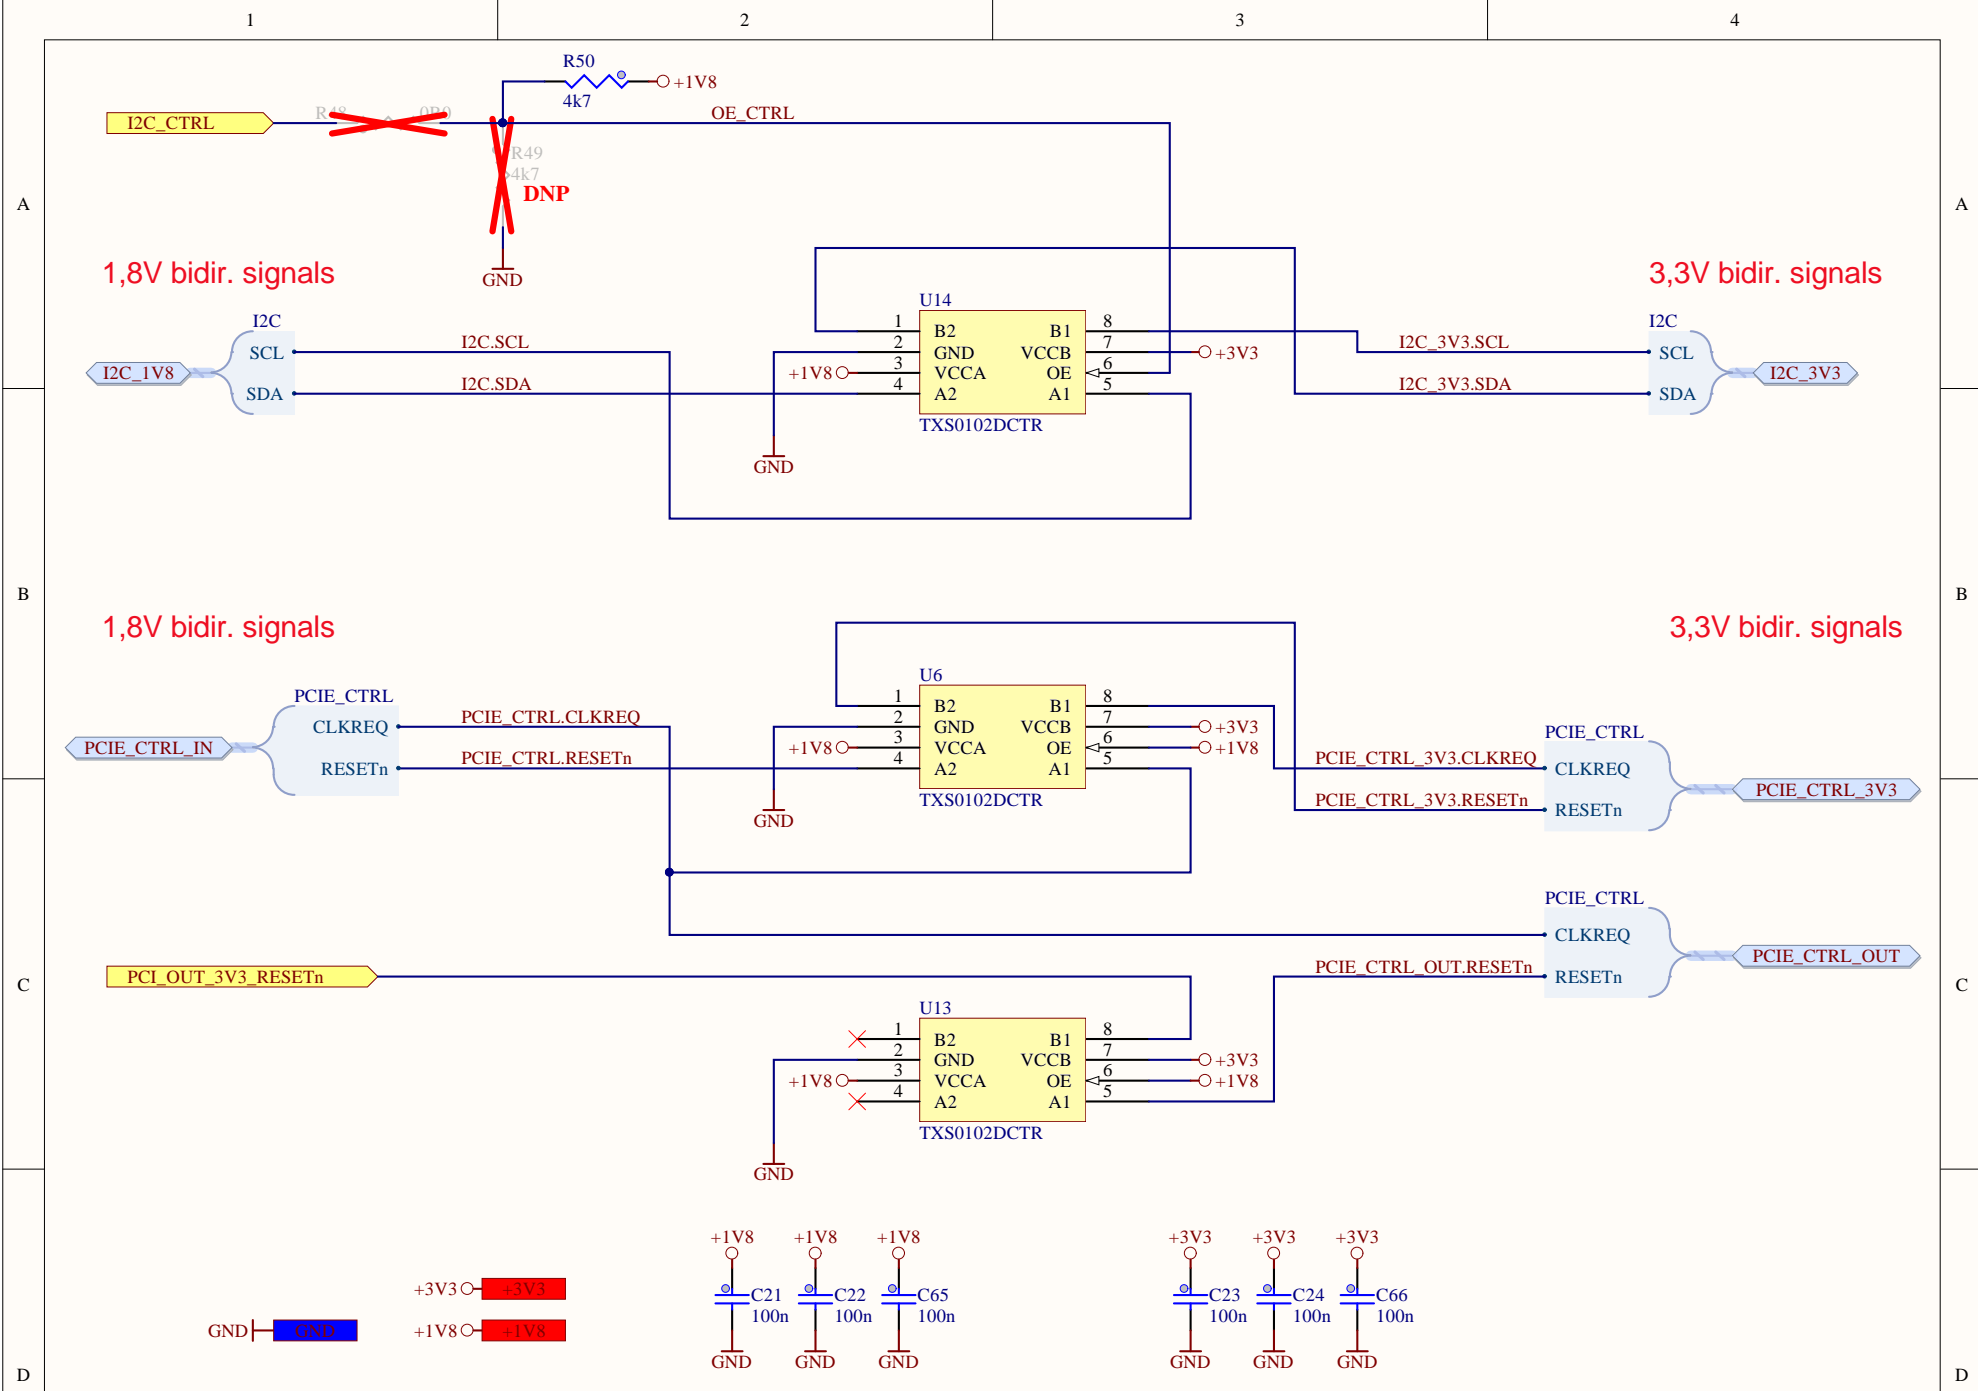 1 2 3 4
R50
+1V8
4k7
I2C_CTRL
R48 0R0
OE_CTRL
R49
4k7
DNP
A A
GND
1,8V bidir. signals
3,3V bidir. signals
U14
I2C
SCL
SDA
I2C_1V8
I2C.SCL
I2C.SDA
+1V8
1 B2 B1 8
2 GND VCCB 7
3 VCCA OE 6
4 A2 A1 5
+3V3
TXS0102DCTR
GND
I2C_3V3.SCL
I2C_3V3.SDA
I2C
SCL
SDA
I2C_3V3
B B
1,8V bidir. signals
3,3V bidir. signals
U6
PCIE_CTRL
CLKREQ
RESETn
PCIE_CTRL_IN
PCIE_CTRL.CLKREQ
PCIE_CTRL.RESETn
+1V8
1 B2 B1 8
2 GND VCCB 7
3 VCCA OE 6
4 A2 A1 5
+3V3
+1V8
TXS0102DCTR
GND
PCIE_CTRL_3V3.CLKREQ
PCIE_CTRL_3V3.RESETn
PCIE_CTRL
CLKREQ
RESETn
PCIE_CTRL_3V3
PCIE_CTRL
CLKREQ
RESETn
PCIE_CTRL_OUT
PCIE_CTRL_OUT.RESETn
PCI_OUT_3V3_RESETn
C C
U13
+1V8
1 B2 B1 8
2 GND VCCB 7
3 VCCA OE 6
4 A2 A1 5
+3V3
+1V8
TXS0102DCTR
GND
+1V8 +1V8 +1V8 +3V3 +3V3 +3V3
C21 C22 C65 C23 C24 C66
100n 100n 100n 100n 100n 100n
GND GND GND GND GND GND
+3V3 +3V3
GND GND
+1V8 +1V8
D D